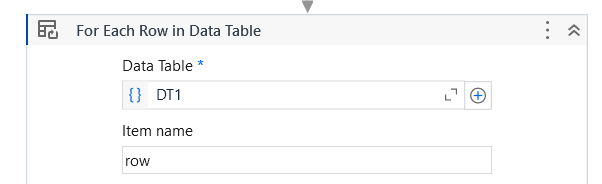 For Each Row in Data Table
Data Table *
{} DT1
Item name
row